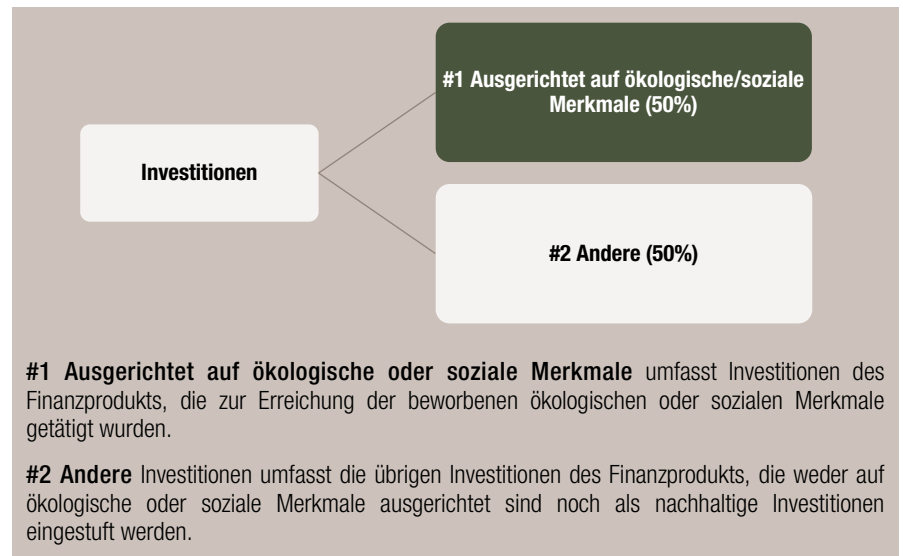 #1 Ausgerichtet auf ökologische/soziale
Merkmale (50%)
Investitionen
#2 Andere (50%)
#1 Ausgerichtet auf ökologische oder soziale Merkmale umfasst Investitionen des
Finanzprodukts, die zur Erreichung der beworbenen ökologischen oder sozialen Merkmale
getätigt wurden.
#2 Andere Investitionen umfasst die übrigen Investitionen des Finanzprodukts, die weder auf
ökologische oder soziale Merkmale ausgerichtet sind noch als nachhaltige Investitionen
eingestuft werden.